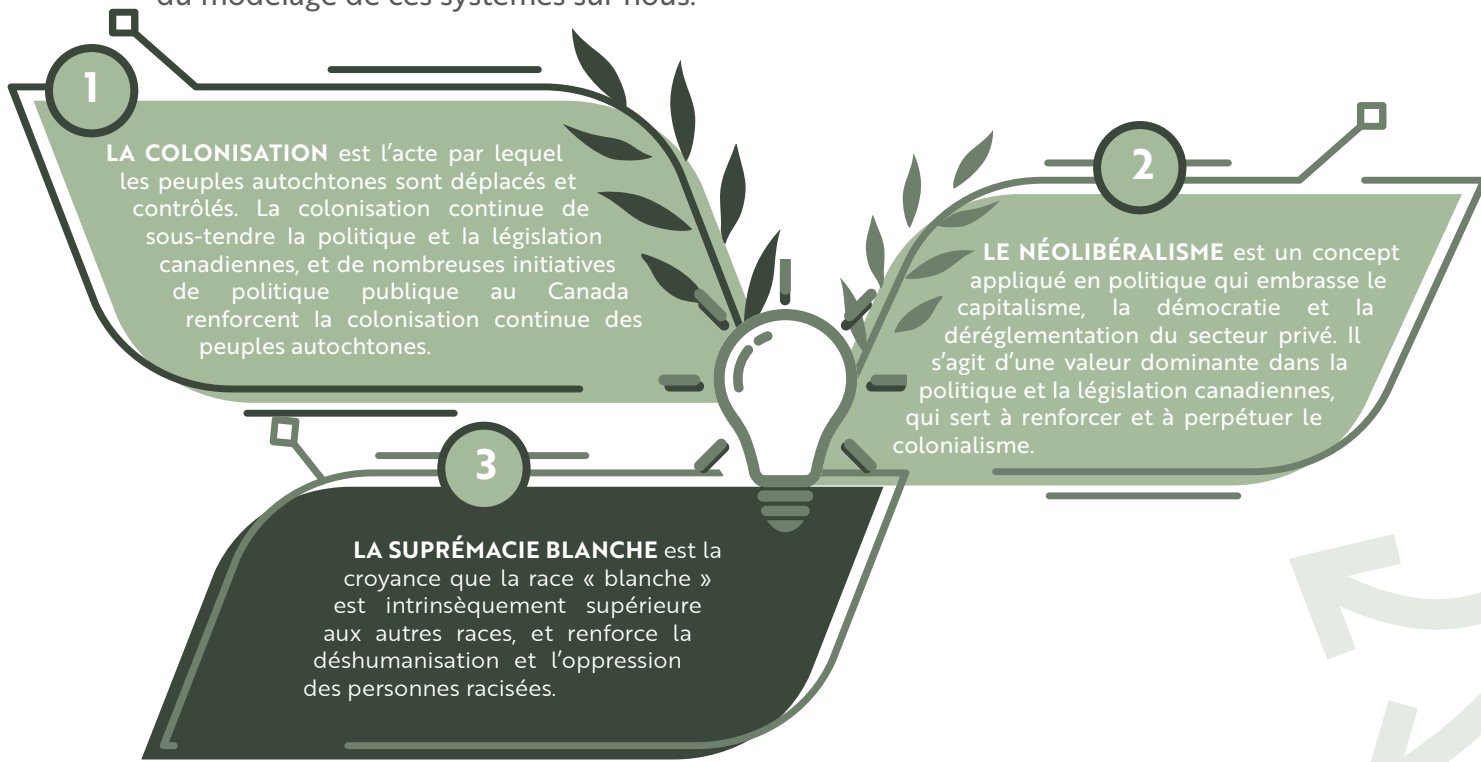 du modelage de ces systèmes sur nous.
1
LA COLONISATION est l’acte par lequel
les peuples autochtones sont déplacés et
contrôlés. La colonisation continue de
sous-tendre la politique et la législation
canadiennes, et de nombreuses initiatives
de politique publique au Canada
renforcent la colonisation continue des
peuples autochtones.
2
LE NÉOLIBÉRALISME est un concept
appliqué en politique qui embrasse le
capitalisme, la démocratie et la
déréglementation du secteur privé. Il
s’agit d’une valeur dominante dans la
politique et la législation canadiennes,
qui sert à renforcer et à perpétuer le
colonialisme.
3
LA SUPRÉMACIE BLANCHE est la
croyance que la race « blanche »
est intrinsèquement supérieure
aux autres races, et renforce la
déshumanisation et l’oppression
des personnes racisées.